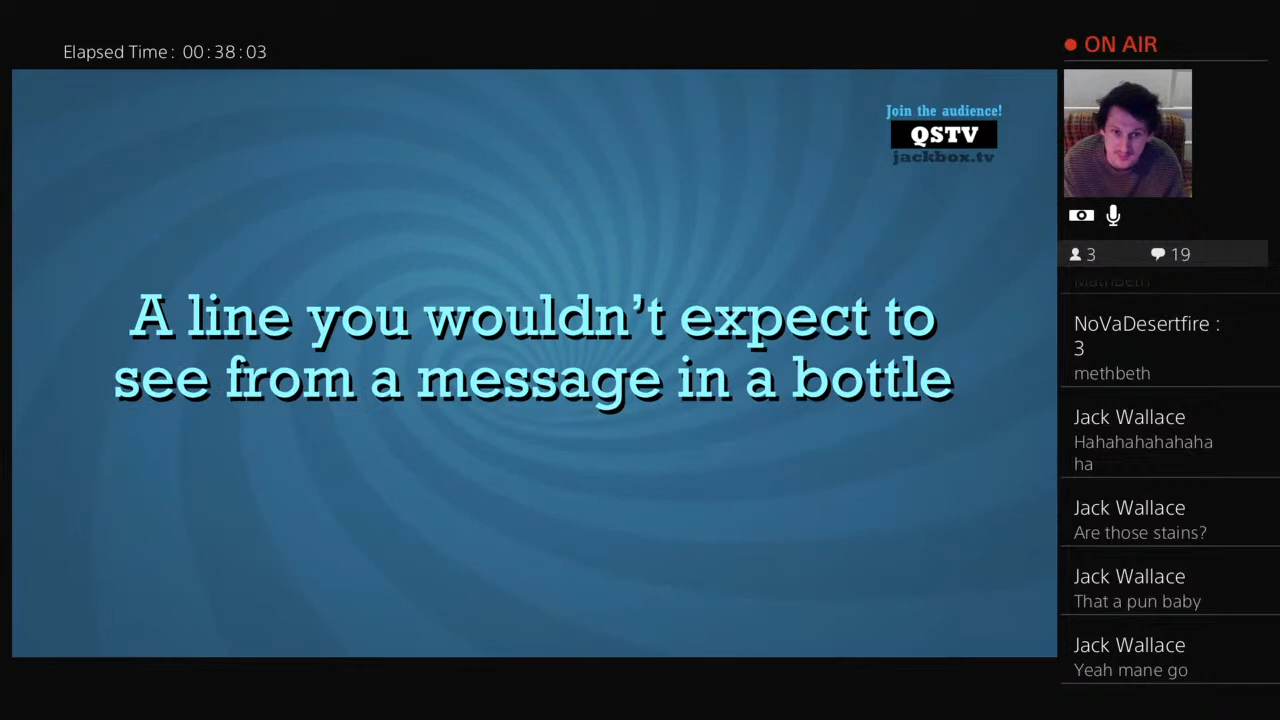 Elapsed Time: 00:38:03
ON AIR
Join the audience!
QSTV
jackbox.tv
A line you wouldn't expect to
see from a message in a bottle
3
19
MathBeth
NoVaDesertfire :
3
methbeth
Jack Wallace
Hahahahahahaha
ha
Jack Wallace
Are those stains?
Jack Wallace
That a pun baby
Jack Wallace
Yeah mane go